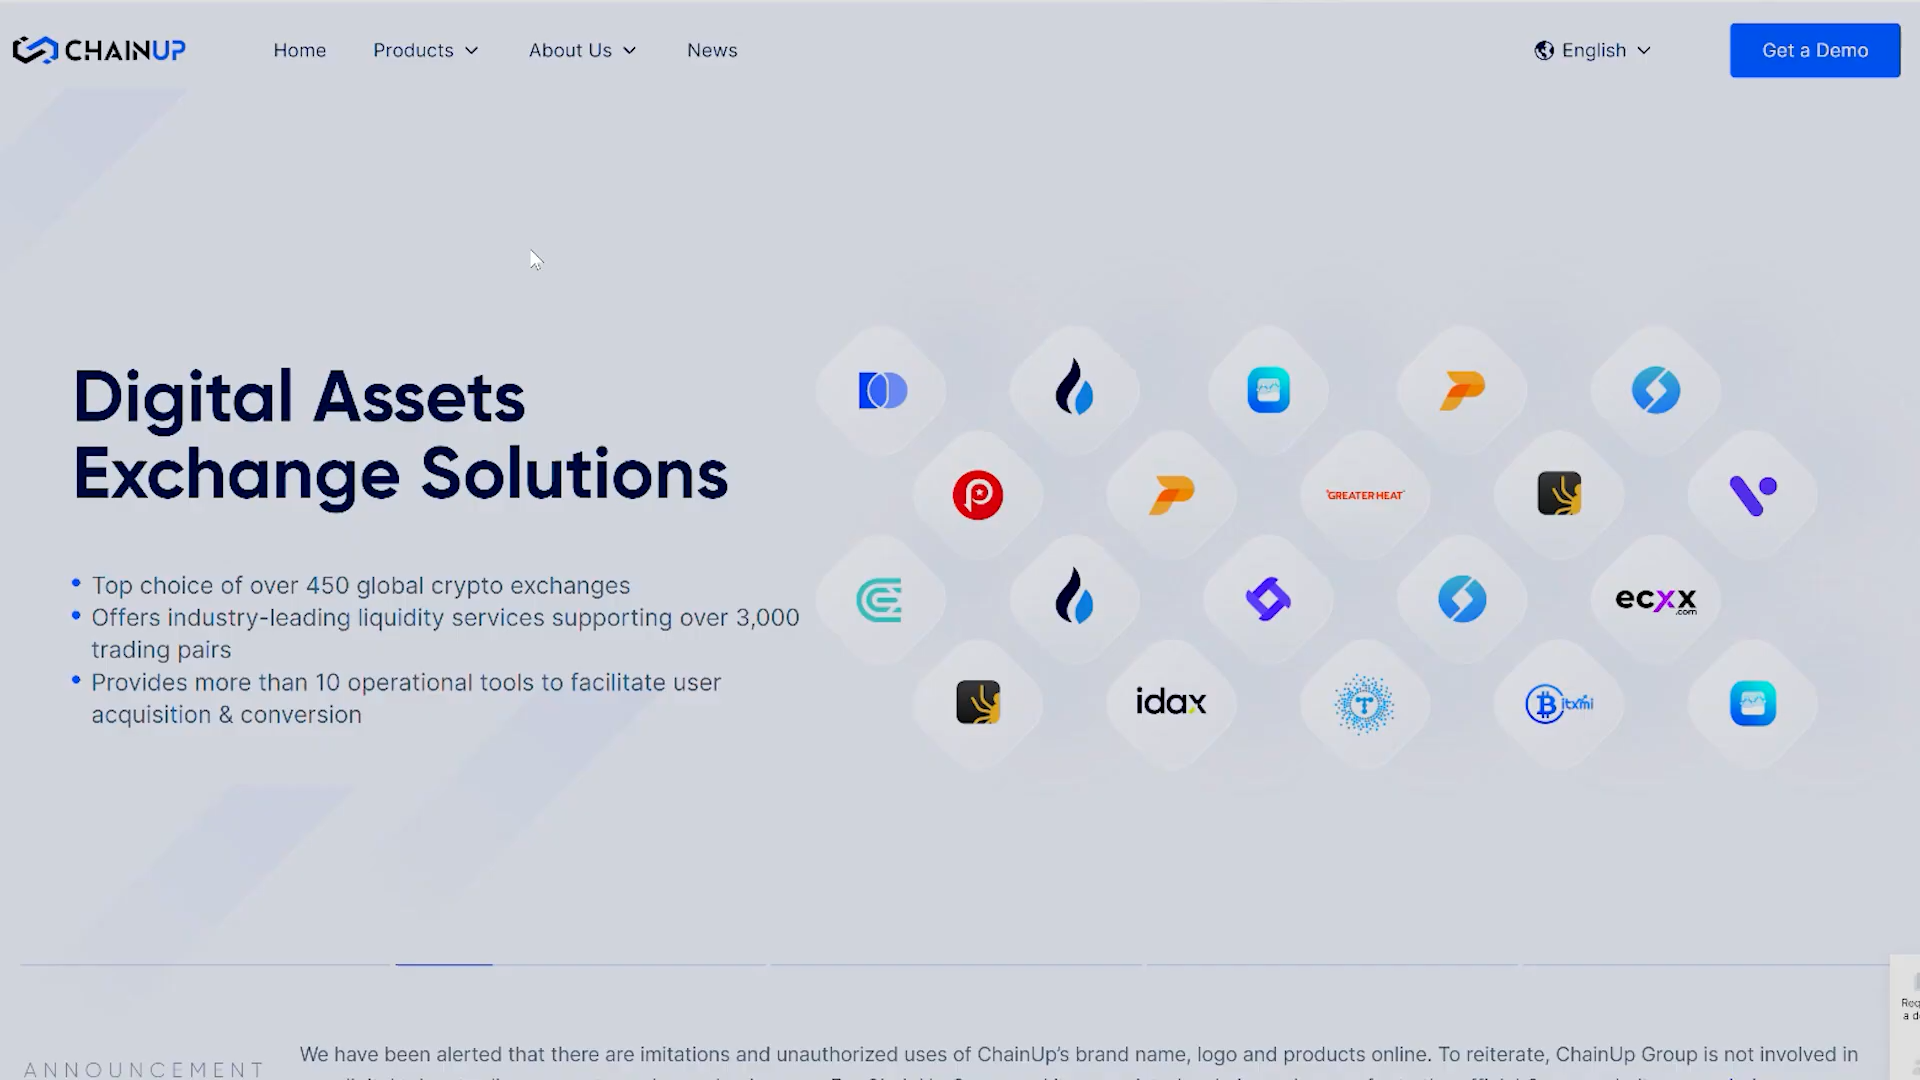 CHAINUP
Home
Products
About Us
News
English
Get a Demo
Digital Assets
Exchange Solutions
• Top choice of over 450 global crypto exchanges
• Offers industry-leading liquidity services supporting over 3,000
trading pairs
• Provides more than 10 operational tools to facilitate user
acquisition & conversion
GREATER HEAT
ecxx
.com
idax
itxmi
ANNOUNCEMENT
We have been alerted that there are imitations and unauthorized uses of ChainUp's brand name, logo and products online. To reiterate, ChainUp Group is not involved in